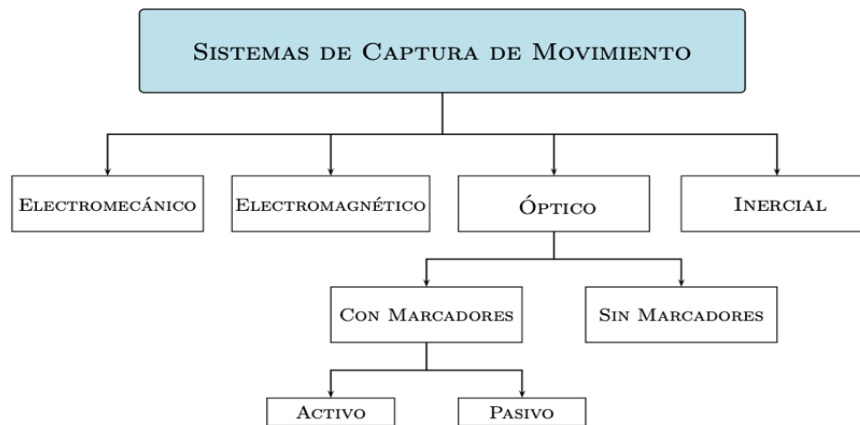 Sistemas de Captura de Movimiento
Electromecánico
Electromagnético
Óptico
Inercial
Con Marcadores
Sin Marcadores
Activo
Pasivo